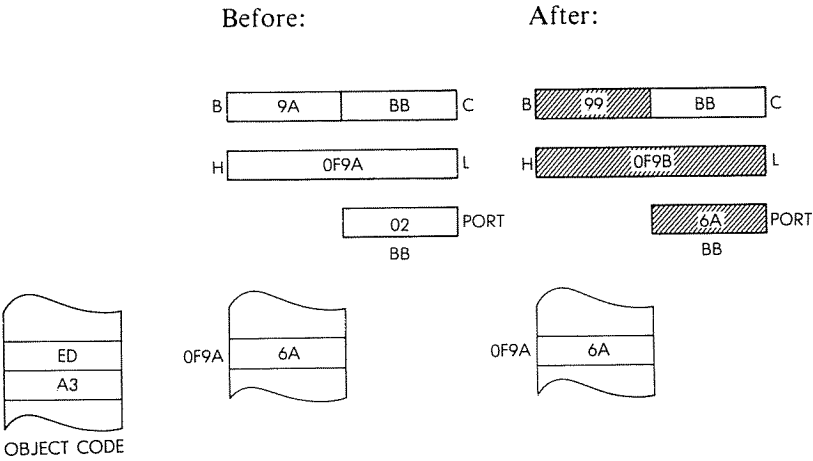 Before: After:
B 9A BB C B 99 BB C
H 0F9A L H 0F9B L
02 PORT 6A PORT
BB BB
ED 0F9A 6A 0F9A 6A
A3
OBJECT CODE